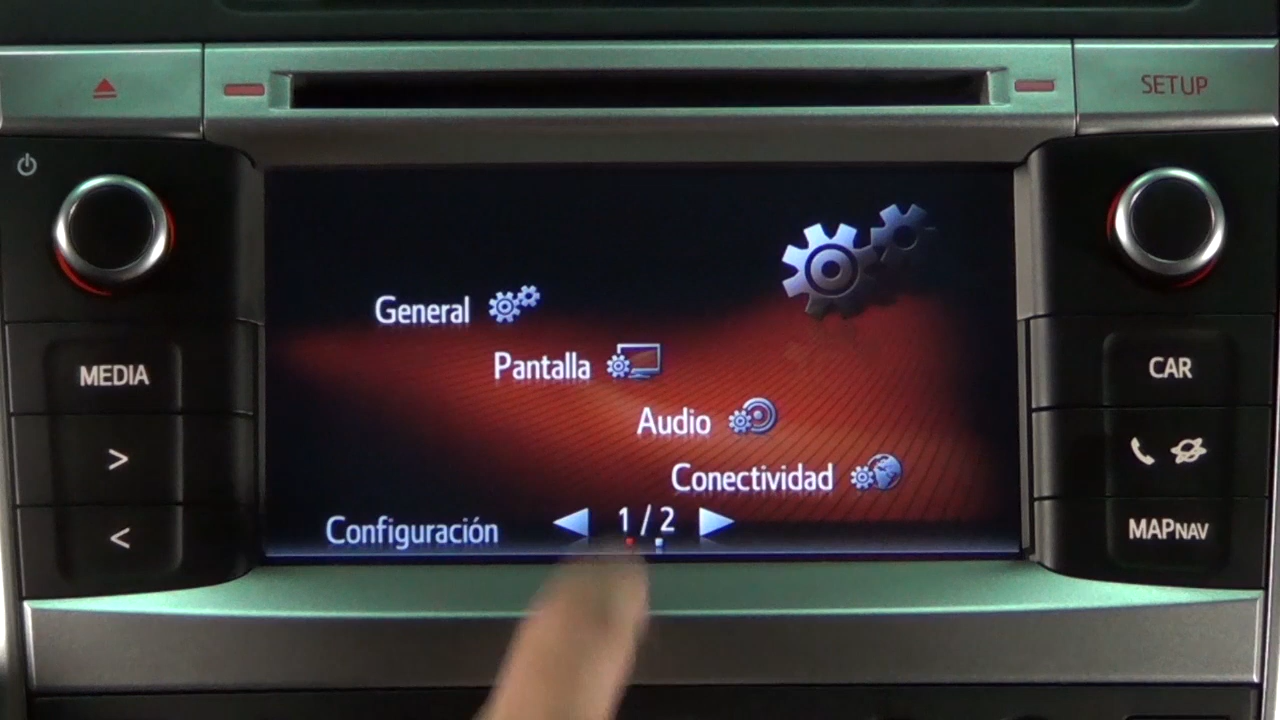 SETUP
General
MEDIA
Pantalla
CAR
Audio
>
Conectividad
Configuración
1 / 2
<
MAPNAV